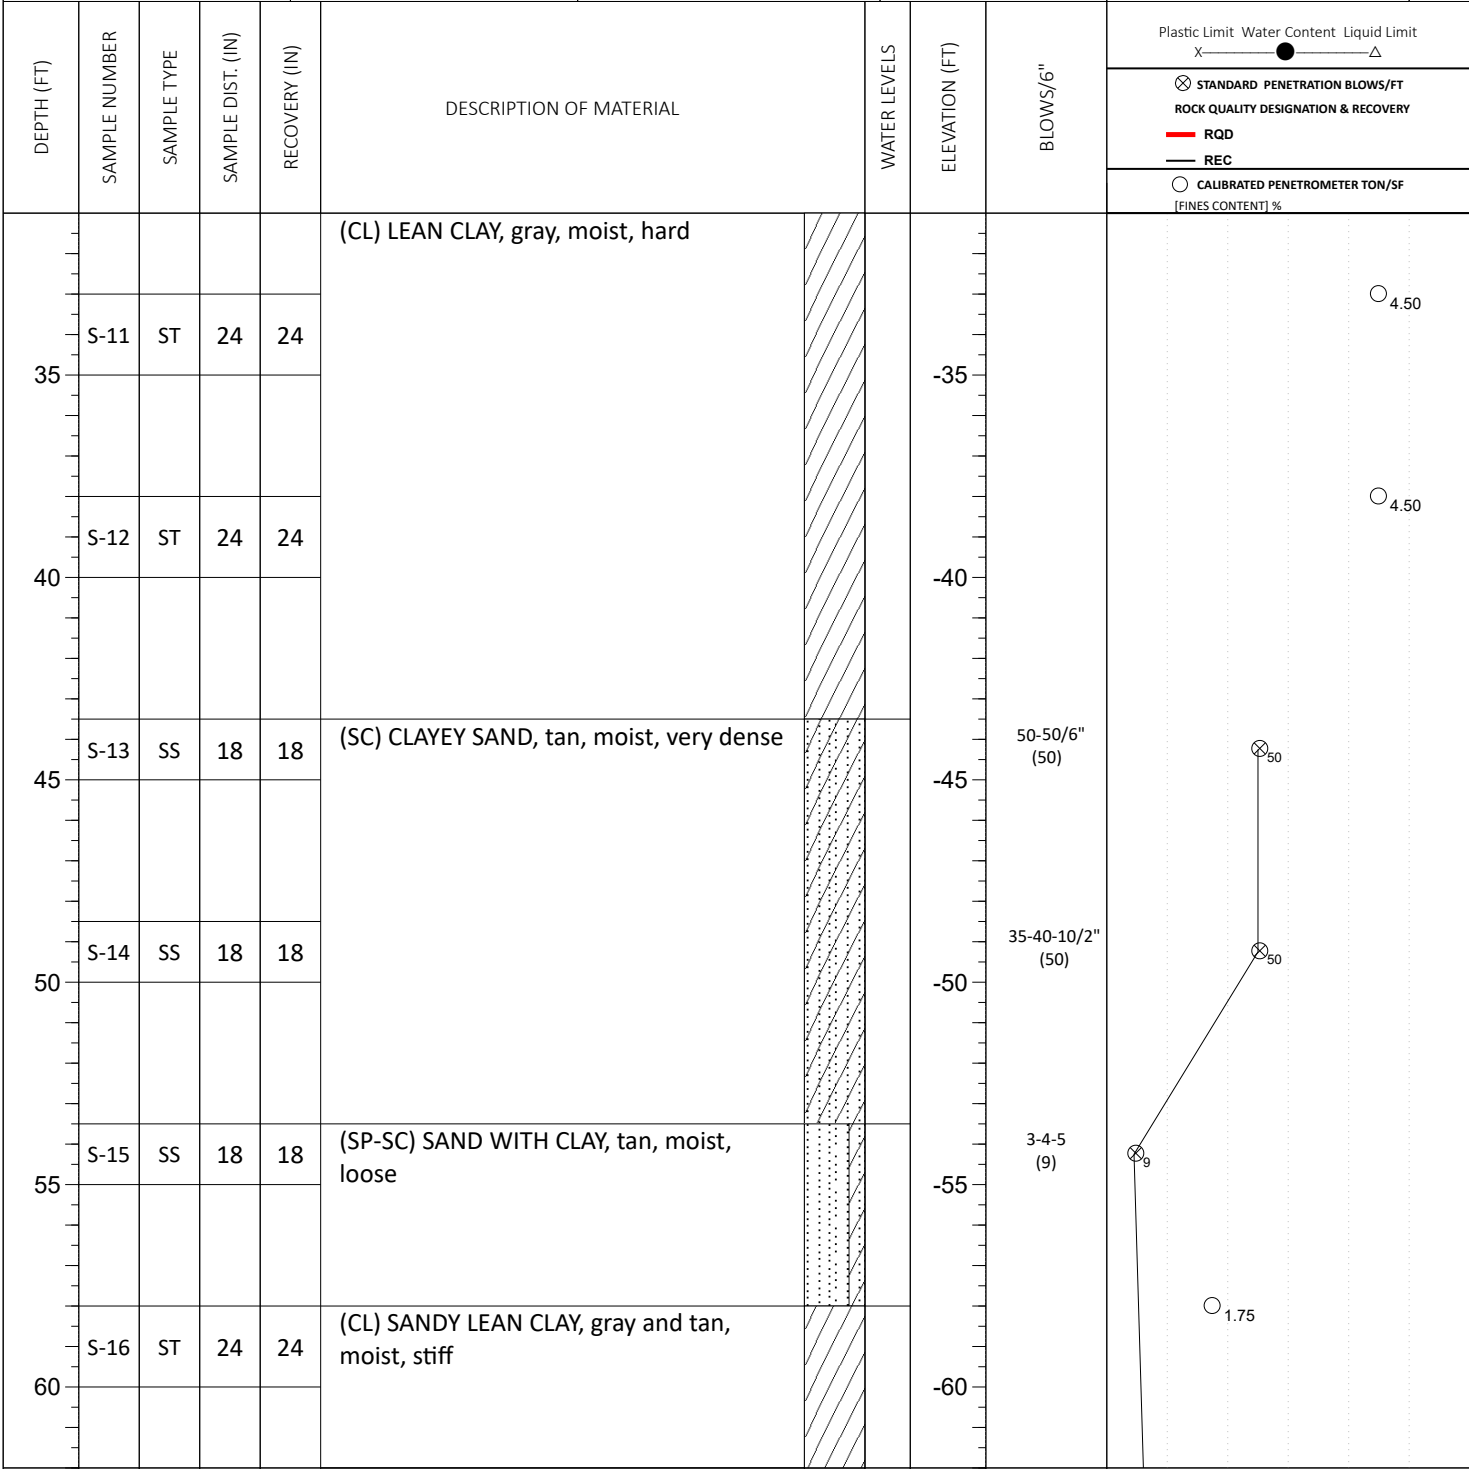 DEPTH (FT)
SAMPLE NUMBER
SAMPLE TYPE
SAMPLE DIST. (IN)
RECOVERY (IN)
DESCRIPTION OF MATERIAL
WATER LEVELS
ELEVATION (FT)
BLOWS/6"
Plastic Limit Water Content Liquid Limit
X
STANDARD PENETRATION BLOWS/FT
ROCK QUALITY DESIGNATION & RECOVERY
RQD
REC
CALIBRATED PENETROMETER TON/SF
[FINES CONTENT] %
(CL) LEAN CLAY, gray, moist, hard
4.50
S-11 ST 24 24
35 -35
4.50
S-12 ST 24 24
40 -40
(SC) CLAYEY SAND, tan, moist, very dense
S-13 SS 18 18
50-50/6"
(50)
50
45 -45
S-14 SS 18 18
35-40-10/2"
(50)
50
50 -50
(SP-SC) SAND WITH CLAY, tan, moist,
loose
S-15 SS 18 18
3-4-5
(9)
9
55 -55
1.75
(CL) SANDY LEAN CLAY, gray and tan,
moist, stiff
S-16 ST 24 24
60 -60